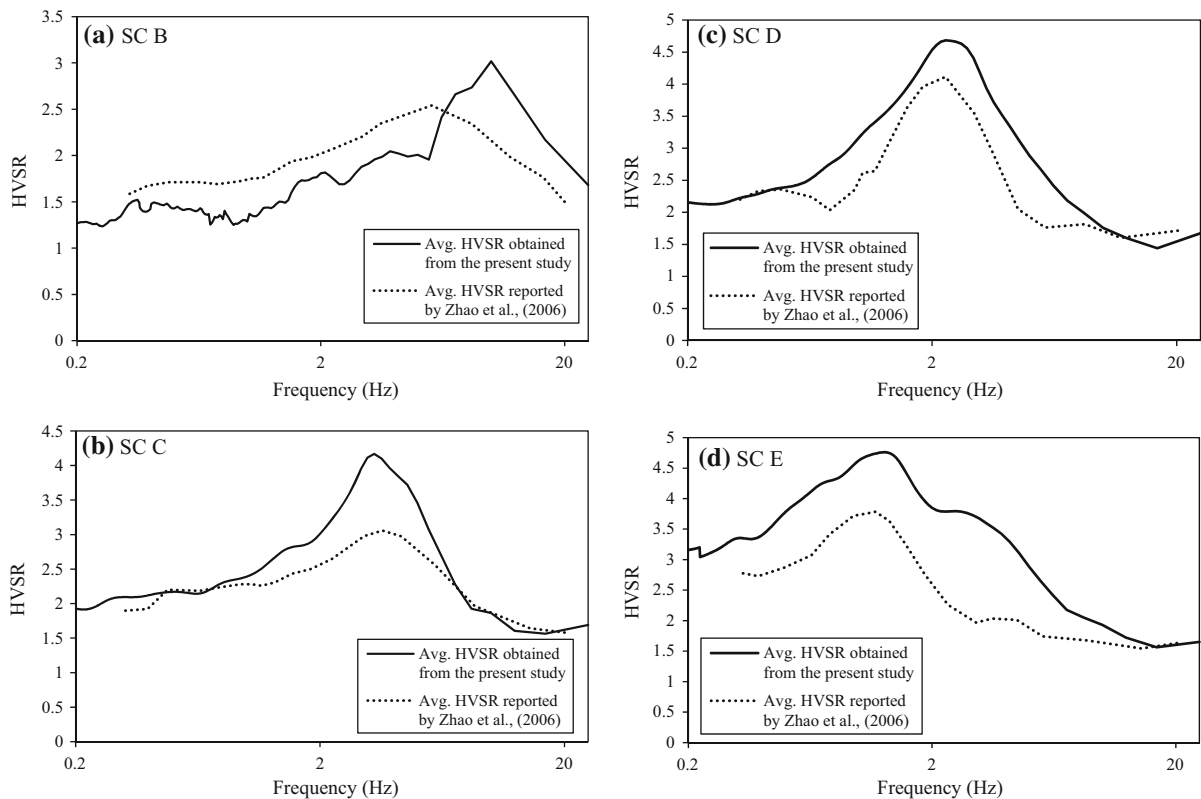 (a) SC B
3.5
3
2.5
2
1.5
1
0.5
0
HVSR
0.2
2
20
Frequency (Hz)
Avg. HVSR obtained
from the present study
Avg. HVSR reported
by Zhao et al., (2006)
(c) SC D
5
4.5
4
3.5
3
2.5
2
1.5
1
0.5
0
HVSR
0.2
2
20
Frequency (Hz)
Avg. HVSR obtained
from the present study
Avg. HVSR reported
by Zhao et al., (2006)
(b) SC C
4.5
4
3.5
3
2.5
2
1.5
1
0.5
0
HVSR
0.2
2
20
Frequency (Hz)
Avg. HVSR obtained
from the present study
Avg. HVSR reported
by Zhao et al., (2006)
(d) SC E
5
4.5
4
3.5
3
2.5
2
1.5
1
0.5
0
HVSR
0.2
2
20
Frequency (Hz)
Avg. HVSR obtained
from the present study
Avg. HVSR reported
by Zhao et al., (2006)